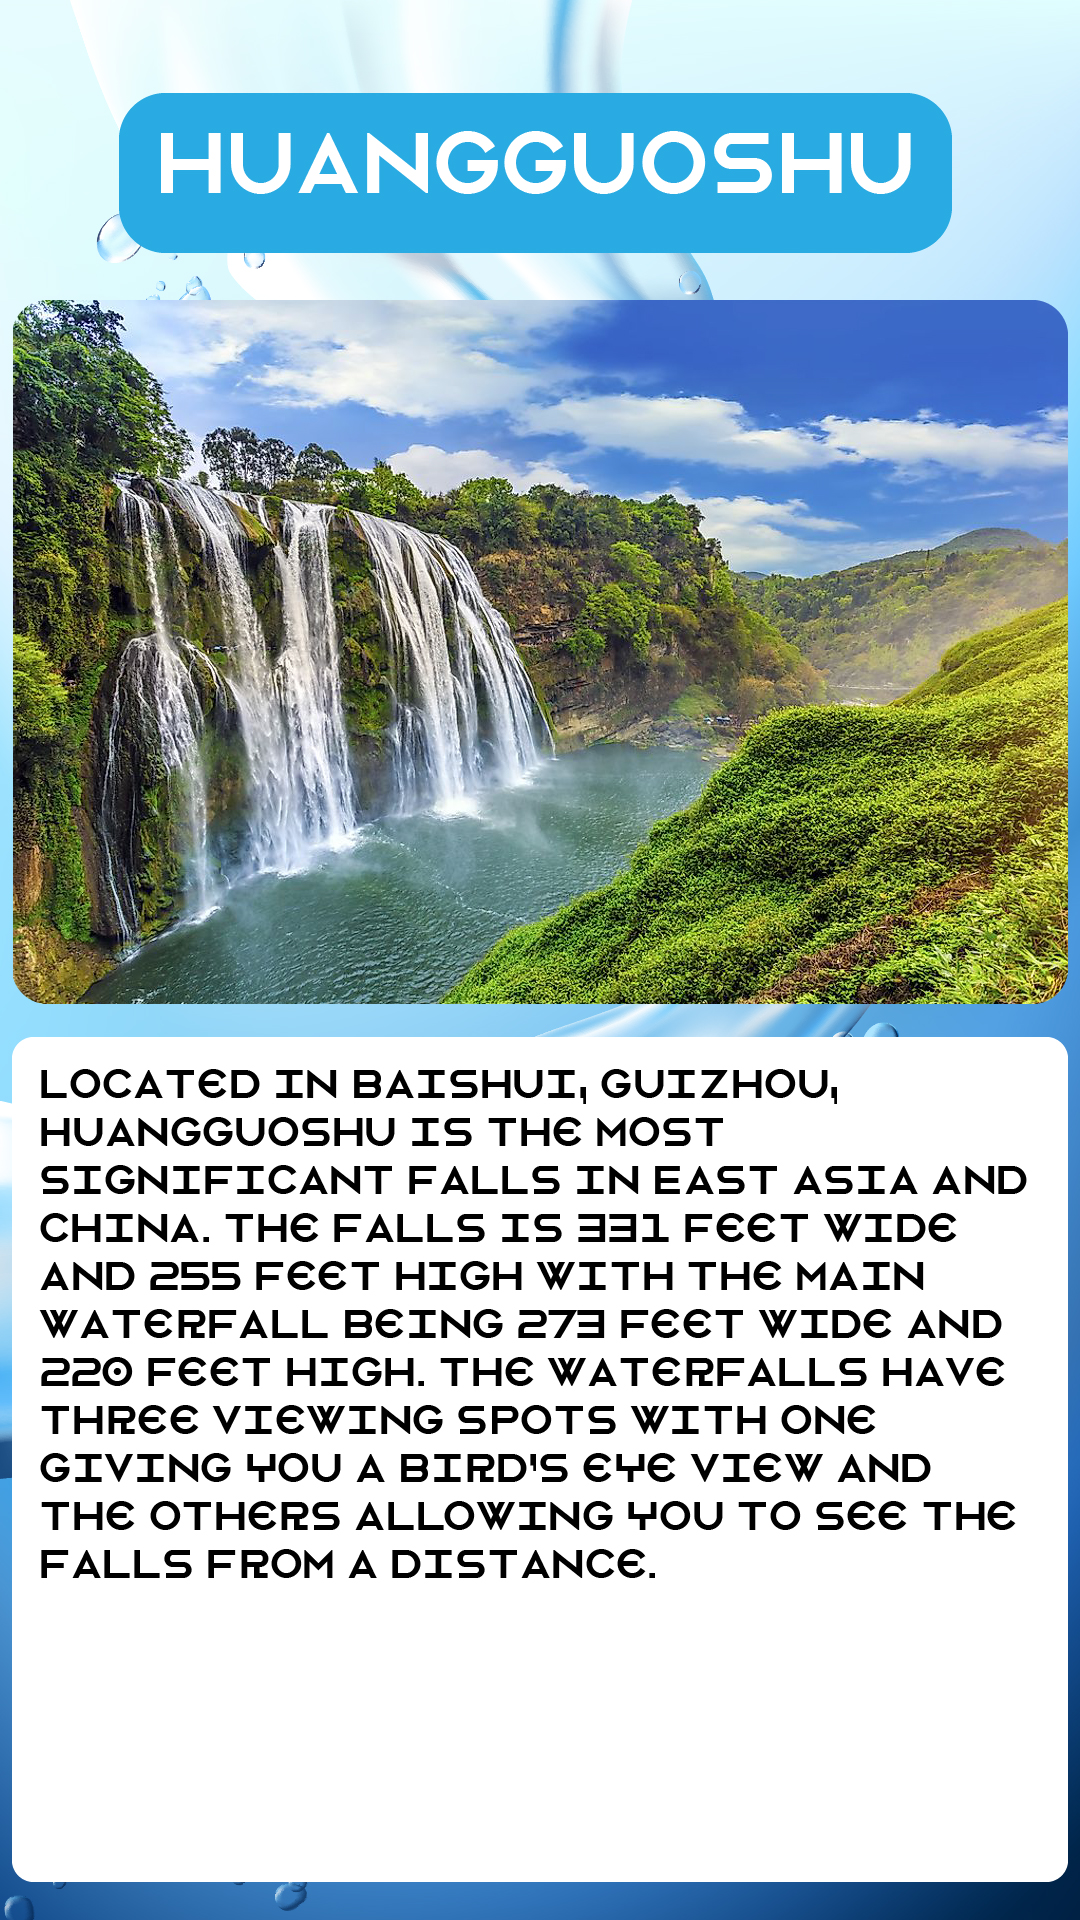 HUANGGUOSHU
LOCATED IN BAISHUI, GUIZHOU,
HUANGGUOSHU IS THE MOST
SIGNIFICANT FALLS IN EAST ASIA AND
CHINA. THE FALLS IS 331 FEET WIDE
AND 255 FEET HIGH WITH THE MAIN
WATERFALL BEING 273 FEET WIDE AND
220 FEET HIGH. THE WATERFALLS HAVE
THREE VIEWING SPOTS WITH ONE
GIVING YOU A BIRD'S EYE VIEW AND
THE OTHERS ALLOWING YOU TO SEE THE
FALLS FROM A DISTANCE.